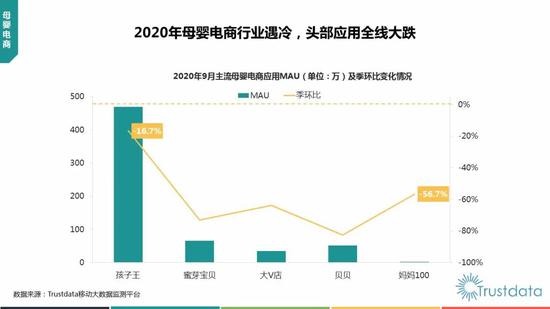 母婴电商
2020年母婴电商行业遇冷，头部应用全线大跌
2020年9月主流母婴电商应用MAU（单位：万）及季环比变化情况
MAU 季环比
500
400
300
200
100
0
0%
-20%
-40%
-60%
-80%
-100%
-16.7%
-56.7%
孩子王 蜜芽宝贝 大V店 贝贝 妈妈100
数据来源：Trustdata移动大数据监测平台
Trustdata